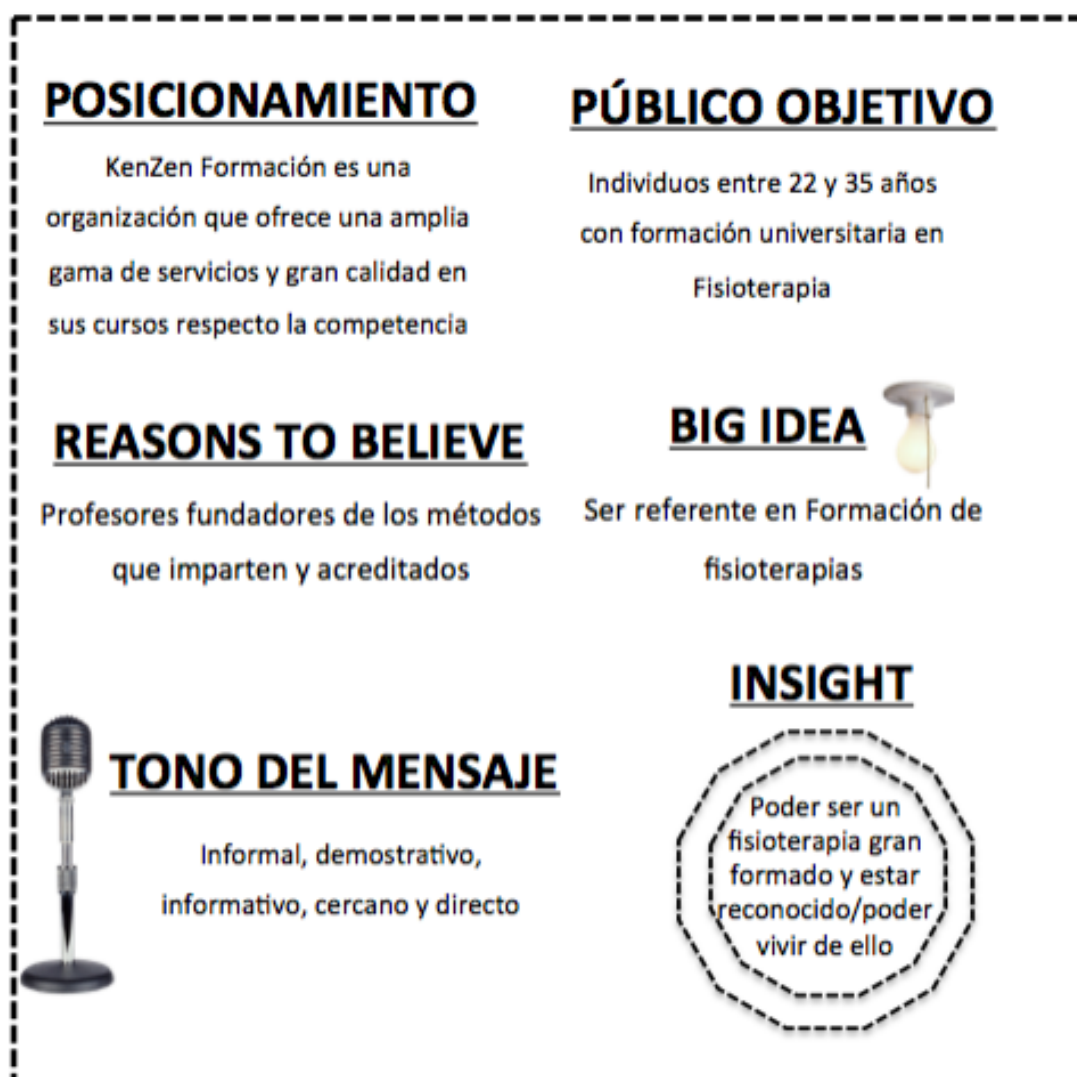 POSICIONAMIENTO
KenZen Formación es una
organización que ofrece una amplia
gama de servicios y gran calidad en
sus cursos respecto la competencia
PÚBLICO OBJETIVO
Individuos entre 22 y 35 años
con formación universitaria en
Fisioterapia
REASONS TO BELIEVE
Profesores fundadores de los métodos
que imparten y acreditados
BIG IDEA
Ser referente en Formación de
fisioterapias
TONO DEL MENSAJE
Informal, demostrativo,
informativo, cercano y directo
INSIGHT
Poder ser un
fisioterapia gran
formado y estar
reconocido/poder
vivir de ello